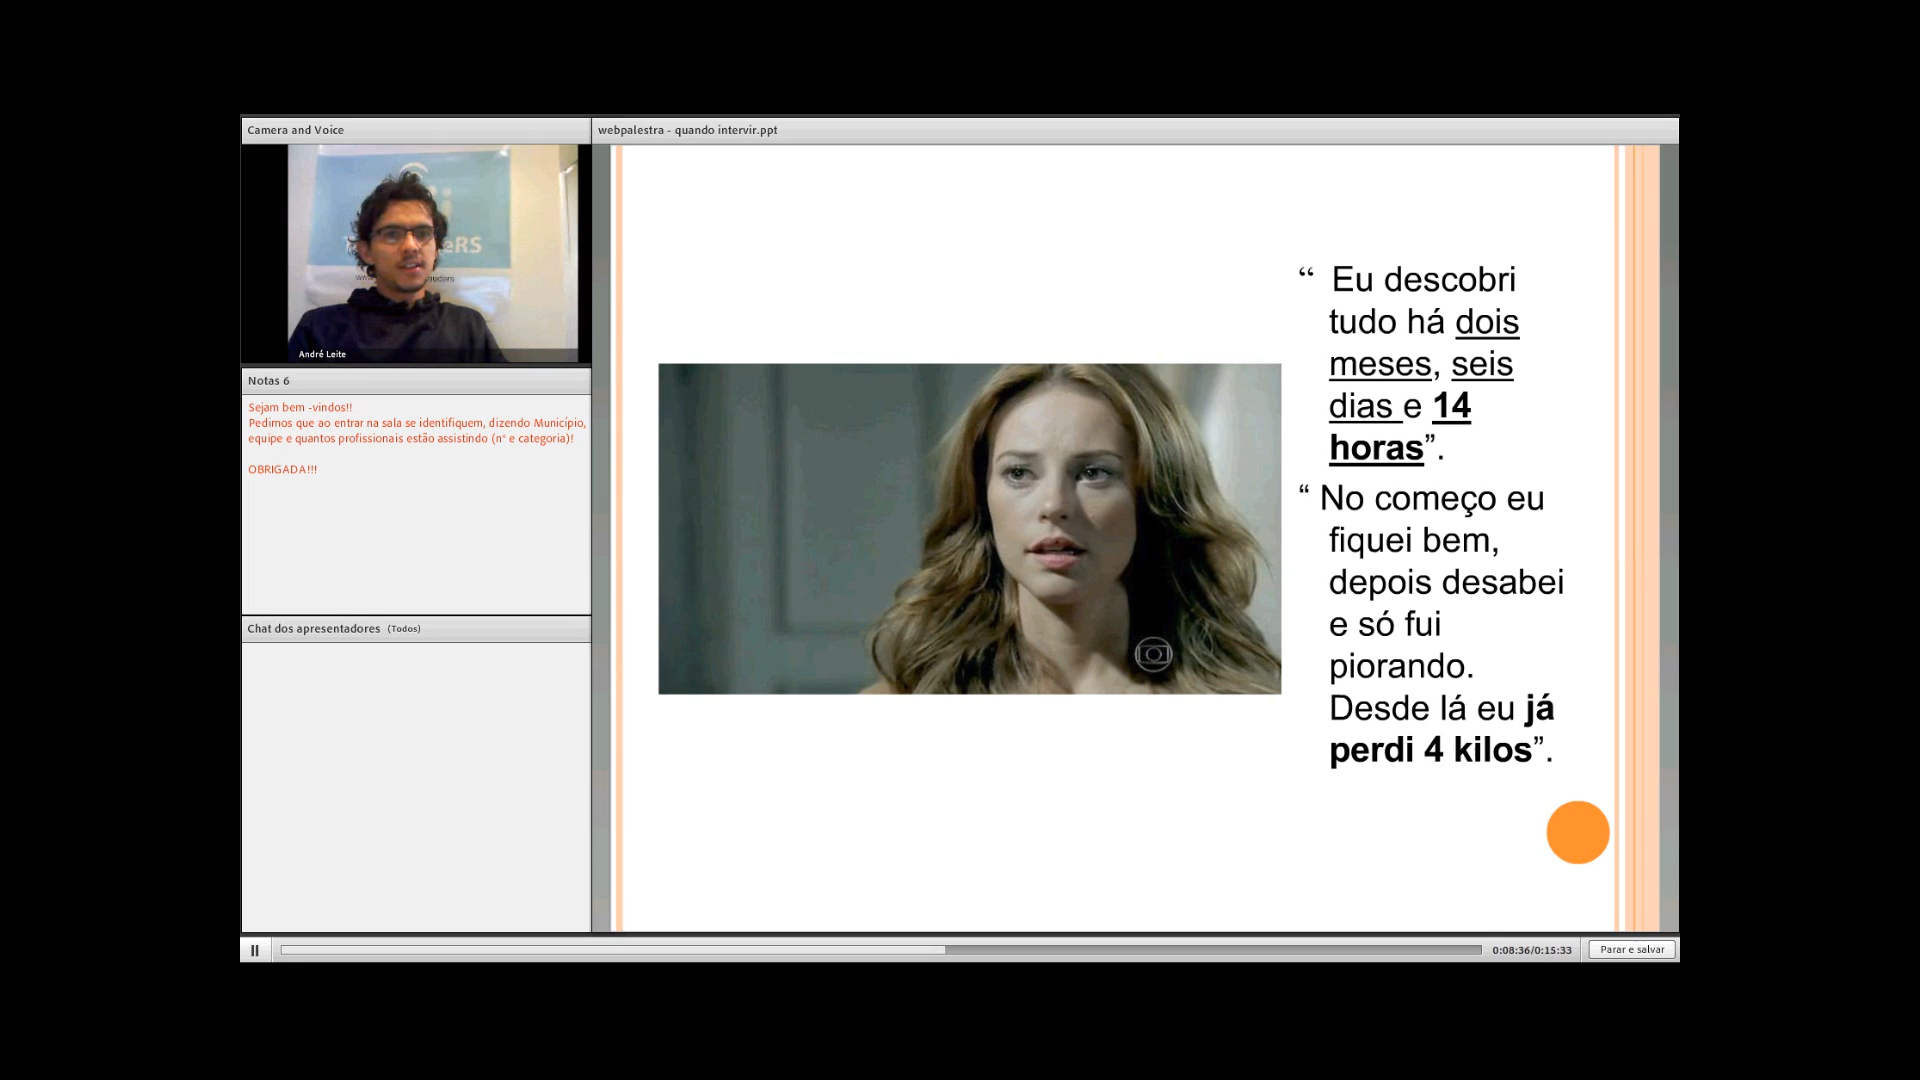 Camera and Voice
webpalestra - quando intervir.ppt
eRS
www
uders
André Leite
Notas 6
Sejam bem -vindos!!
Pedimos que ao entrar na sala se identifiquem, dizendo Município,
equipe e quantos profissionais estão assistindo (n° e categoria)!
OBRIGADA!!!
Chat dos apresentadores (Todos)
“ Eu descobri
tudo há dois
meses, seis
dias e 14
horas”.
“ No começo eu
fiquei bem,
depois desabei
e só fui
piorando.
Desde lá eu já
perdi 4 kilos”.
0:08:36/0:15:33
Parar e salvar